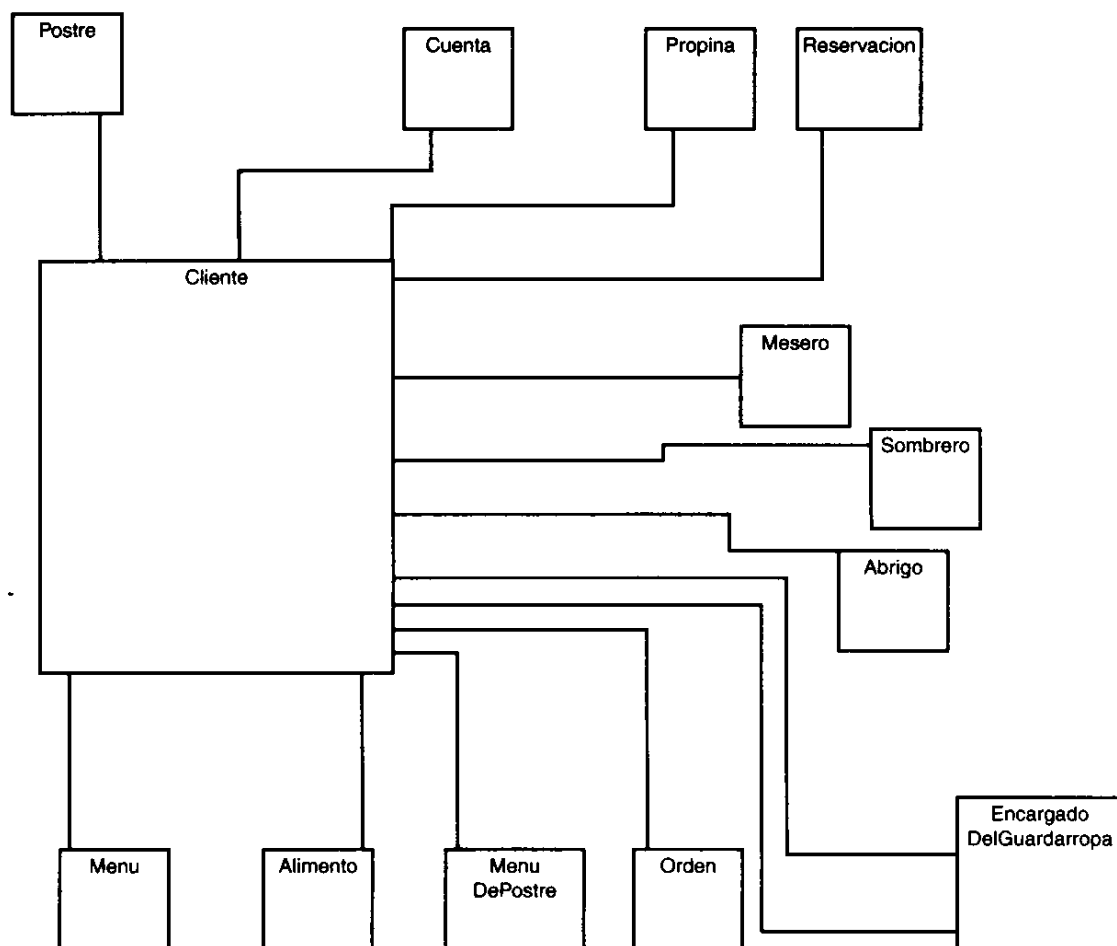 Postre
Cuenta
Propina
Reservacion
Cliente
Mesero
Sombrero
Abrigo
Encargado
DelGuardarropa
Menu
Alimento
Menu
DePostre
Orden